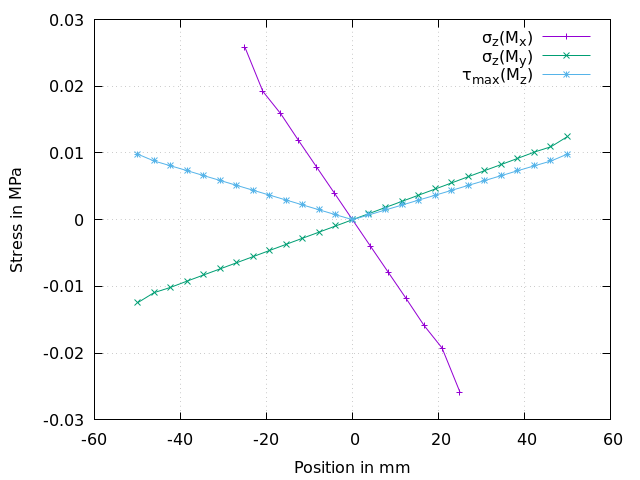 0.03
0.02
0.01
0
-0.01
-0.02
-0.03
-60
-40
-20
0
20
40
60
Stress in MPa
Position in mm
σz(Mx)
σz(My)
τmax(Mz)